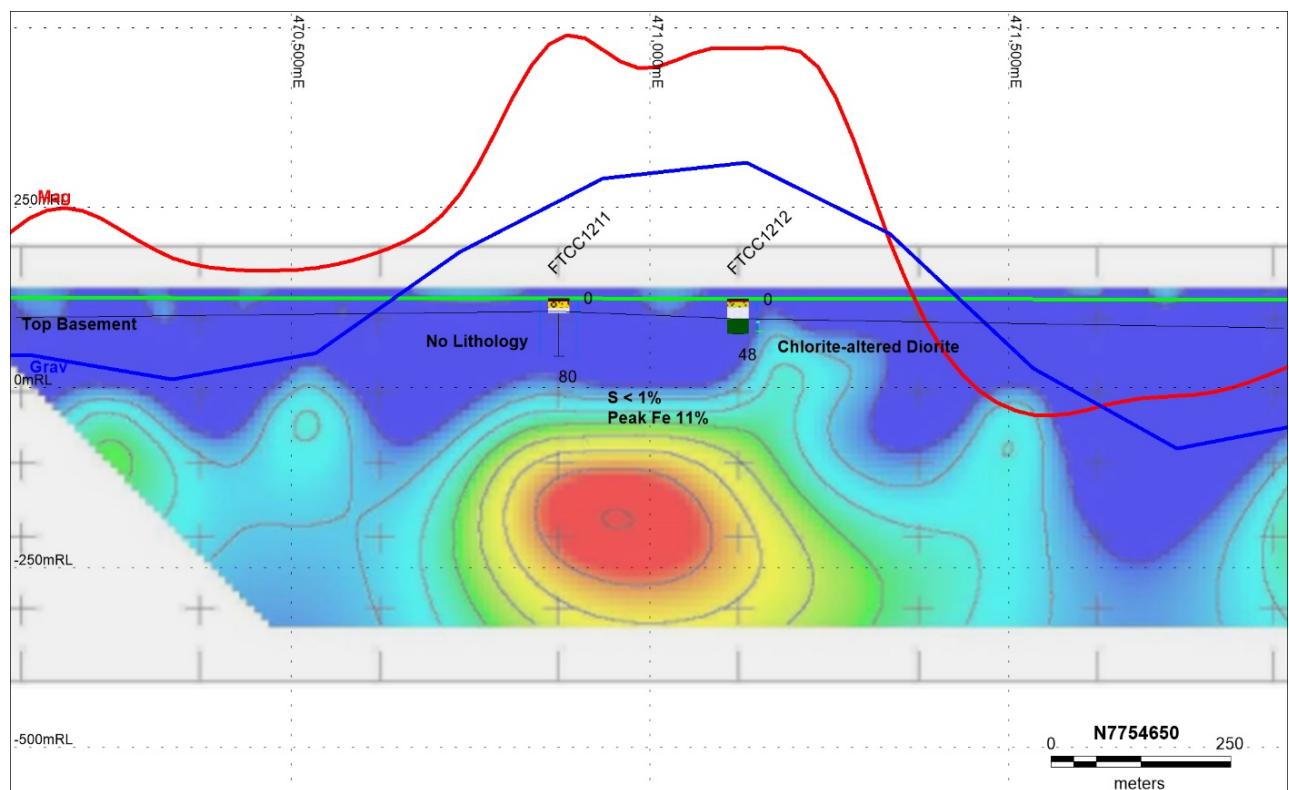 470,500mE
471,000mE
471,500mE
Mag
250mRL
FTCC1211
FTCC1212
0
0
Top Basement
No Lithology
Chlorite-altered Diorite
48
Grav
80
0mRL
S < 1%
Peak Fe 11%
-250mRL
-500mRL
N7754650
0 250
meters